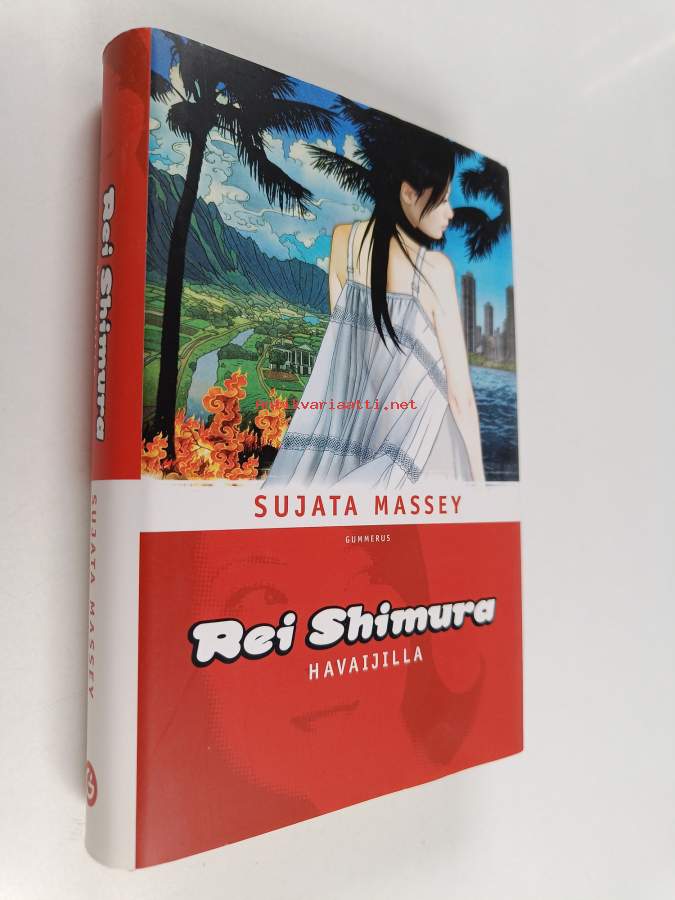 Rei Shimura
SUJATA MASSEY
antikvariaatti.net
SUJATA MASSEY
GUMMERUS
Rei Shimura
HAVAIJILLA